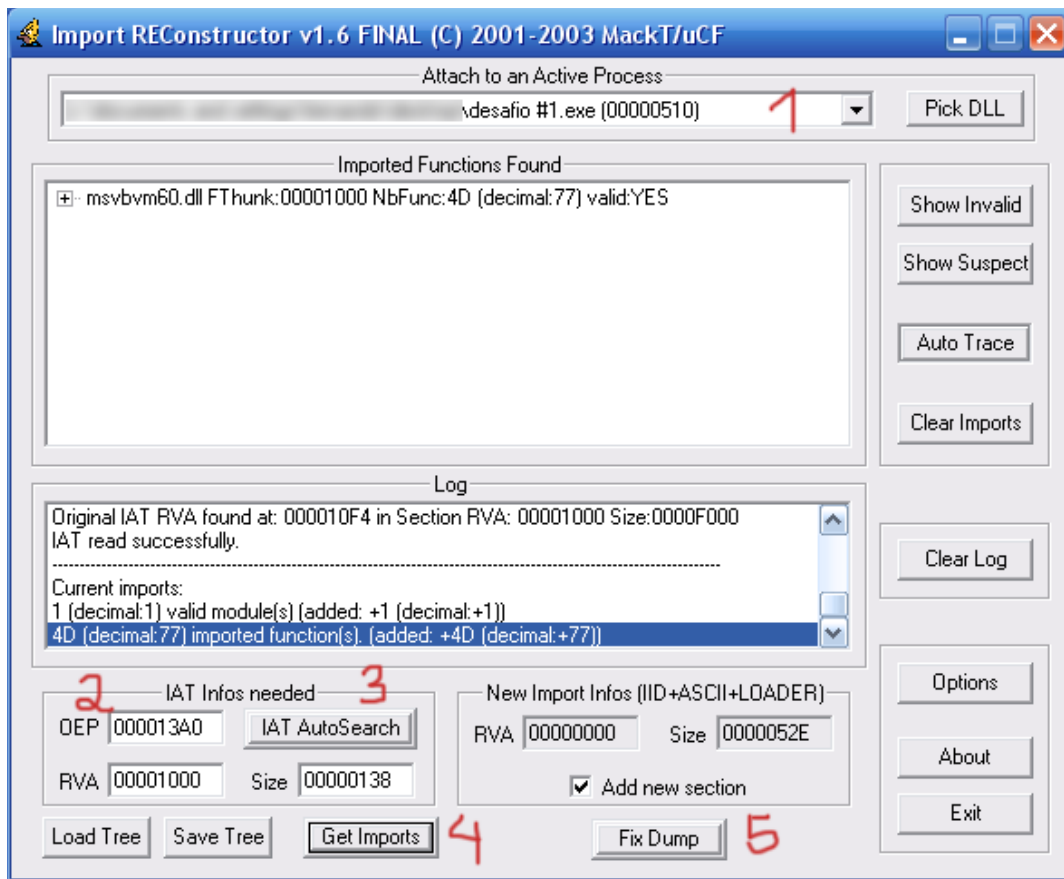 Import REConstructor v1.6 FINAL (C) 2001-2003 MackT/uCF
Attach to an Active Process
\desafio #1.exe (00000510)
1
Pick DLL
Imported Functions Found
msvbvm60.dll FThunk:00001000 NbFunc:4D (decimal:77) valid:YES
Show Invalid
Show Suspect
Auto Trace
Clear Imports
Log
Original IAT RVA found at: 000010F4 in Section RVA: 00001000 Size:0000F000
IAT read successfully.
Current imports:
1 (decimal:1) valid module(s) (added: +1 (decimal:+1))
4D (decimal:77) imported function(s). (added: +4D (decimal:+77))
Clear Log
2 IAT Infos needed 3
OEP 000013A0 IAT AutoSearch
RVA 00001000 Size 00000138
New Import Infos (IID+ASCII+LOADER)
RVA 00000000 Size 0000052E
Add new section
Options
About
Exit
Load Tree Save Tree Get Imports 4 Fix Dump 5